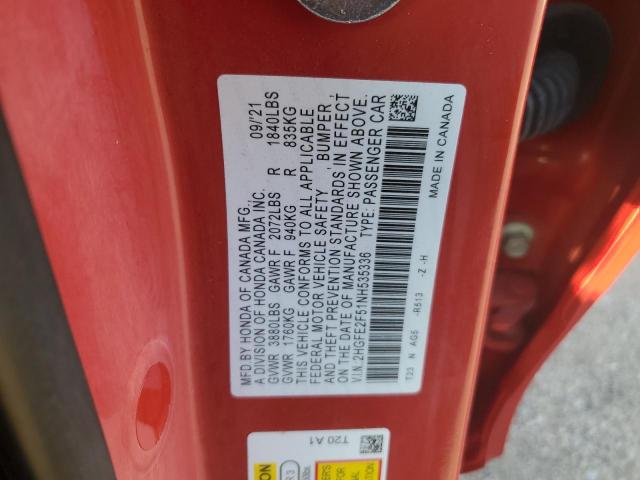 MFD BY HONDA OF CANADA MFG., 09/'21
A DIVISION OF HONDA CANADA INC.
GVWR 3880LBS GAWR F 2072LBS R 1840LBS
GVWR 1760KG GAWR F 940KG R 835KG
THIS VEHICLE CONFORMS TO ALL APPLICABLE
FEDERAL MOTOR VEHICLE SAFETY, BUMPER,
AND THEFT PREVENTION STANDARDS IN EFFECT
ON THE DATE OF MANUFACTURE SHOWN ABOVE.
V.I.N.:2HGFE2F51NH535336 TYPE: PASSENGER CAR
T23 N AG5 -R513 -Z -H
MADE IN CANADA
T20 A1